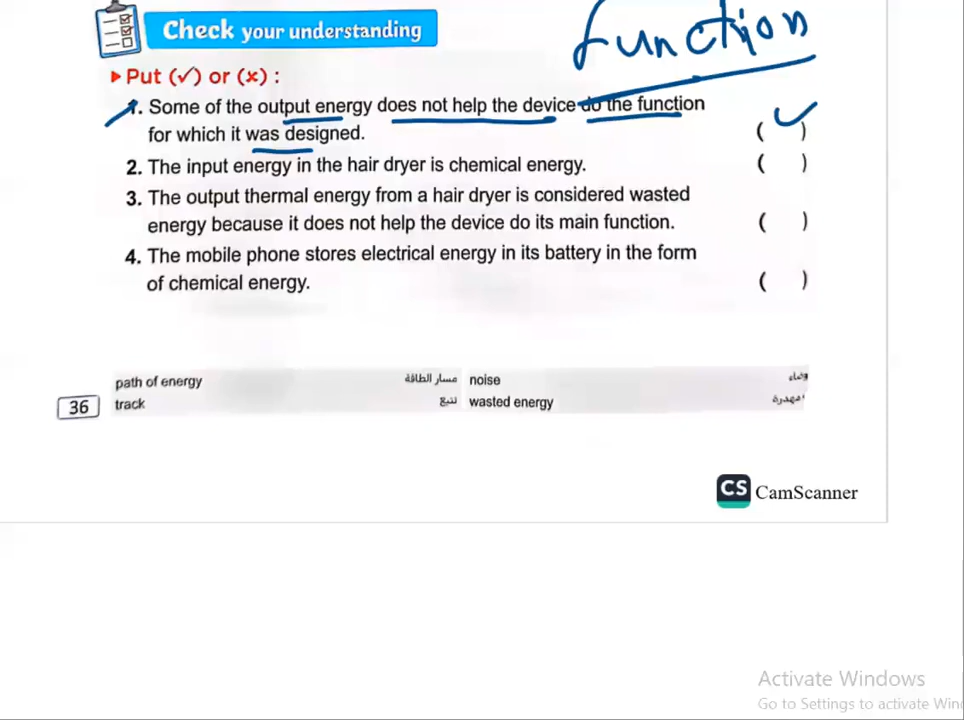 function
Check your understanding
▶ Put (✓) or (×) :
1. Some of the output energy does not help the device do the function
for which it was designed. ( ✓ )
2. The input energy in the hair dryer is chemical energy. ( )
3. The output thermal energy from a hair dryer is considered wasted
energy because it does not help the device do its main function. ( )
4. The mobile phone stores electrical energy in its battery in the form
of chemical energy. ( )
path of energy مسار الطاقة noise
36 track تتبع wasted energy مهدرة
CS CamScanner
Activate Windows
Go to Settings to activate Win